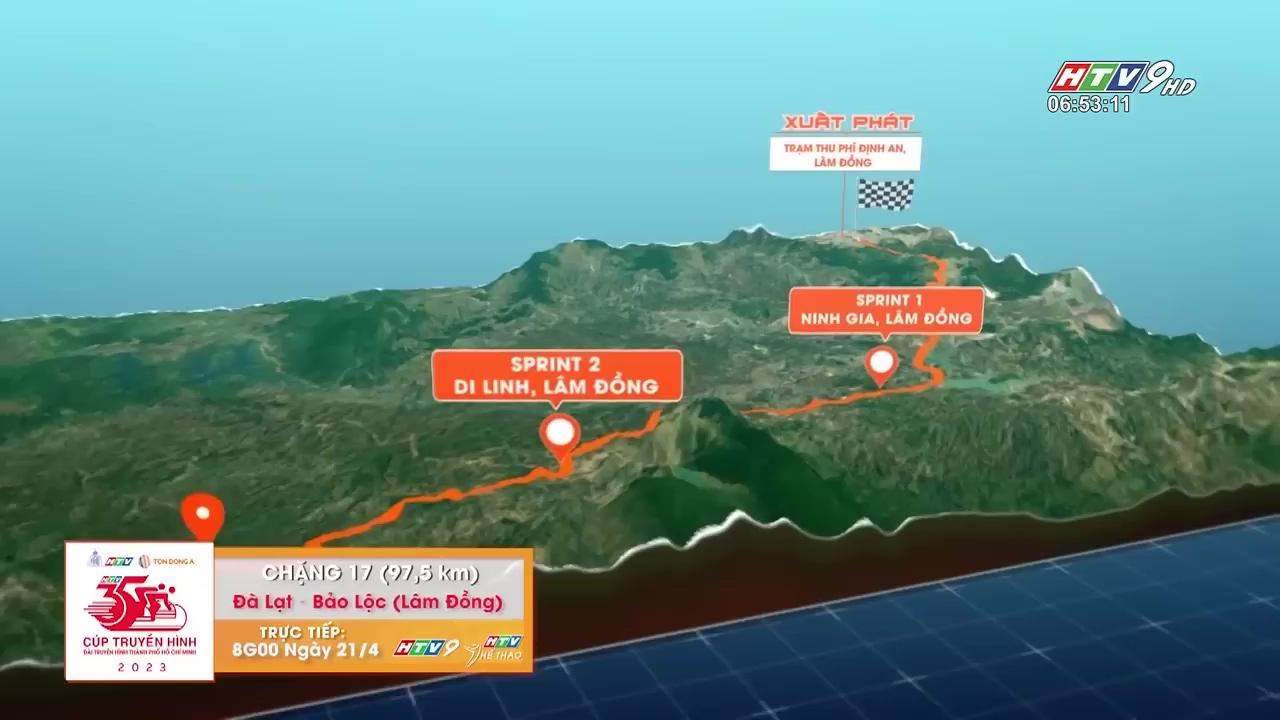 HTV9HD
06:53:11
XUẤT PHÁT
TRẠM THU PHÍ ĐỊNH AN,
LÂM ĐỒNG
SPRINT 1
NINH GIA, LÂM ĐỒNG
SPRINT 2
DI LINH, LÂM ĐỒNG
HTV TON DONG A
HTV
35
CÚP TRUYỀN HÌNH
ĐÀI TRUYỀN HÌNH THÀNH PHỐ HỒ CHÍ MINH
2023
CHẶNG 17 (97,5 km)
Đà Lạt - Bảo Lộc (Lâm Đồng)
TRỰC TIẾP:
8G00 Ngày 21/4
HTV9
HTV
THỂ THAO